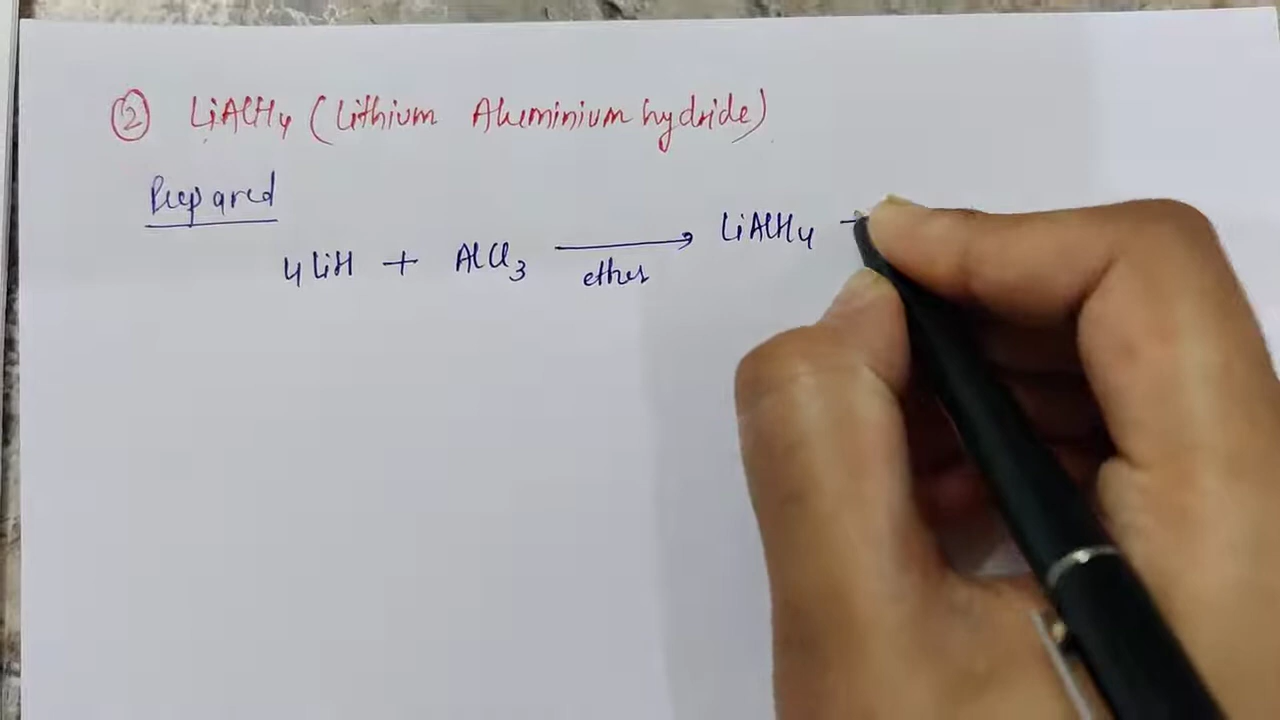 ② LiAlH4 (Lithium Aluminium hydride)
Prepared
4LiH + AlCl3 ⟶ LiAlH4 +
ether